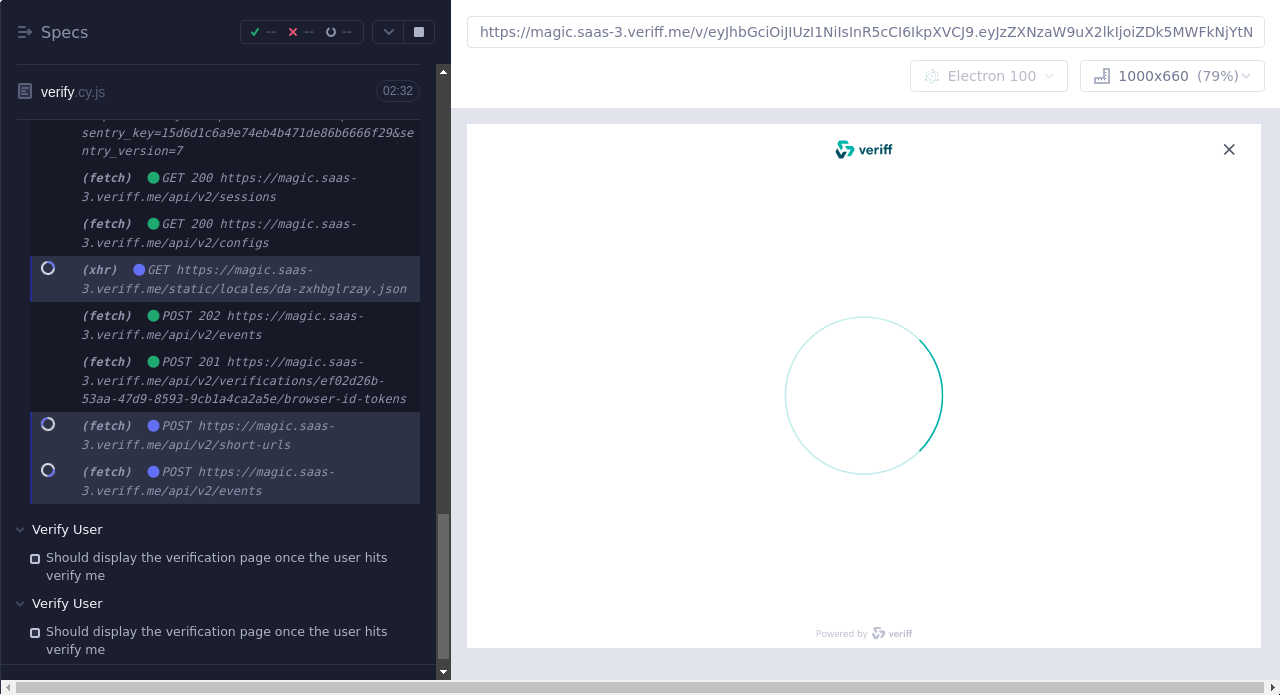 Specs
-- -- --
verify.cy.js
02:32
sentry_key=15d6d1c6a9e74eb4b471de86b6666f29&se
ntry_version=7
(fetch) GET 200 https://magic.saas-
3.veriff.me/api/v2/sessions
(fetch) GET 200 https://magic.saas-
3.veriff.me/api/v2/configs
(xhr) GET https://magic.saas-
3.veriff.me/static/locales/da-zxhbglrzay.json
(fetch) POST 202 https://magic.saas-
3.veriff.me/api/v2/events
(fetch) POST 201 https://magic.saas-
3.veriff.me/api/v2/verifications/ef02d26b-
53aa-47d9-8593-9cb1a4ca2a5e/browser-id-tokens
(fetch) POST https://magic.saas-
3.veriff.me/api/v2/short-urls
(fetch) POST https://magic.saas-
3.veriff.me/api/v2/events
Verify User
Should display the verification page once the user hits
verify me
Verify User
Should display the verification page once the user hits
verify me
https://magic.saas-3.veriff.me/v/eyJhbGciOiJIUzI1NiIsInR5cCI6IkpXVCJ9.eyJzZXNzaW9uX2lkIjoiZDk5MWFkNjYtN
Electron 100
1000x660 (79%)
veriff
Powered by veriff